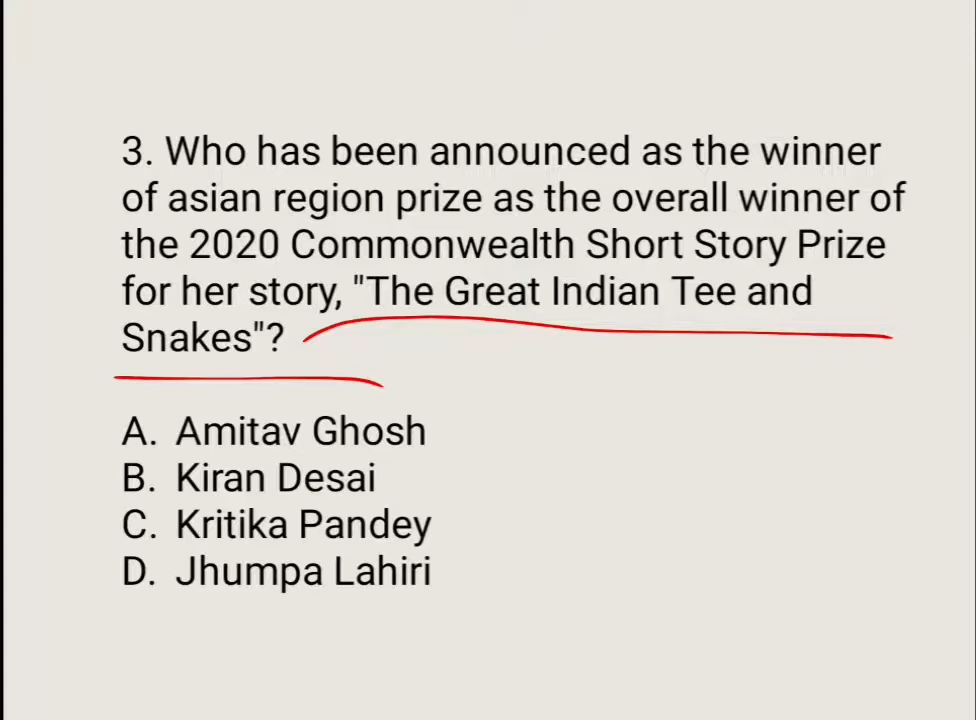 3. Who has been announced as the winner
of asian region prize as the overall winner of
the 2020 Commonwealth Short Story Prize
for her story, "The Great Indian Tee and
Snakes"?
A. Amitav Ghosh
B. Kiran Desai
C. Kritika Pandey
D. Jhumpa Lahiri